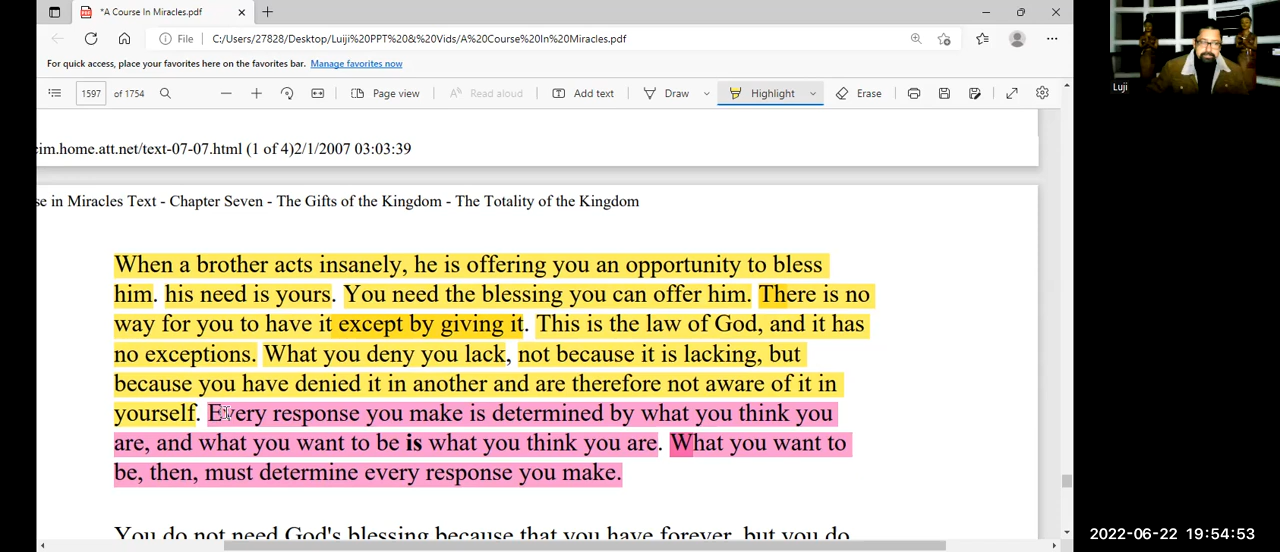 *A Course In Miracles.pdf
File
C:/Users/27828/Desktop/Luiji%20PPT%20&%20Vids/A%20Course%20In%20Miracles.pdf
For quick access, place your favorites here on the favorites bar. Manage favorites now
1597 of 1754 Page view Read aloud Add text Draw Highlight Erase
cim.home.att.net/text-07-07.html (1 of 4)2/1/2007 03:03:39
se in Miracles Text - Chapter Seven - The Gifts of the Kingdom - The Totality of the Kingdom
When a brother acts insanely, he is offering you an opportunity to bless
him. his need is yours. You need the blessing you can offer him. There is no
way for you to have it except by giving it. This is the law of God, and it has
no exceptions. What you deny you lack, not because it is lacking, but
because you have denied it in another and are therefore not aware of it in
yourself. Every response you make is determined by what you think you
are, and what you want to be is what you think you are. What you want to
be, then, must determine every response you make.
You do not need God's blessing because that you have forever, but you do
Luji
2022-06-22 19:54:53